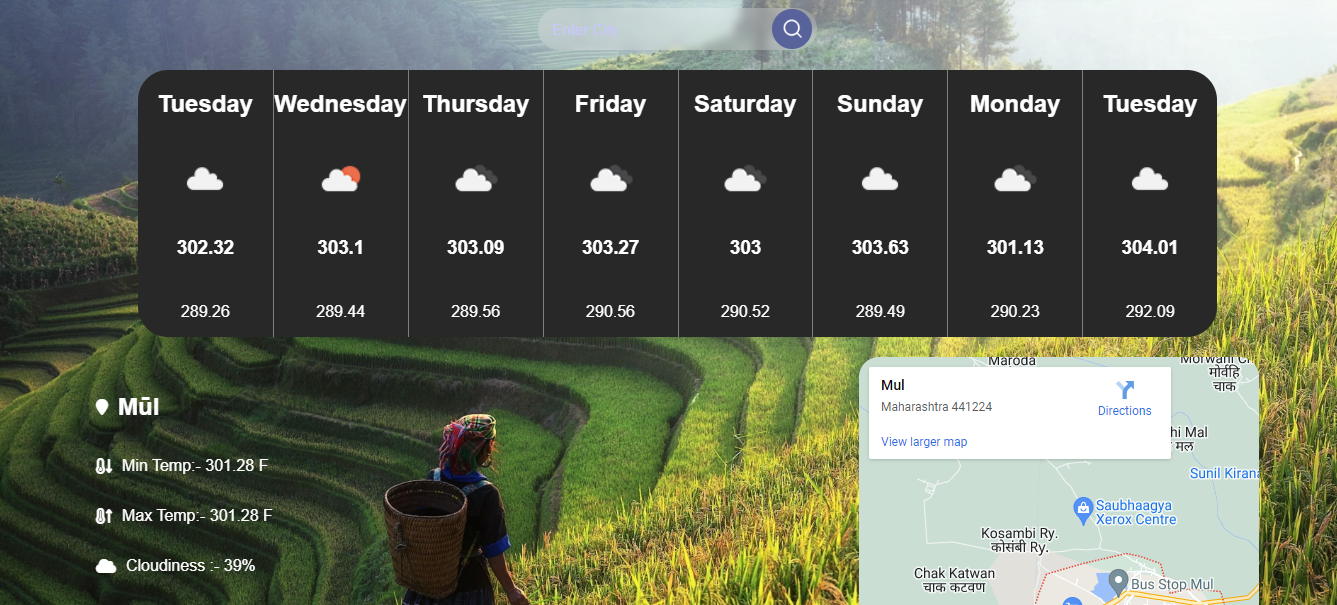 Enter City
Tuesday Wednesday Thursday Friday Saturday Sunday Monday Tuesday
302.32 303.1 303.09 303.27 303 303.63 301.13 304.01
289.26 289.44 289.56 290.56 290.52 289.49 290.23 292.09
Mūl
Min Temp:- 301.28 F
Max Temp:- 301.28 F
Cloudiness :- 39%
Maroda
मोर्वाहि
चाक
Mul
Maharashtra 441224
Directions
View larger map
hi Mal
मल
Sunil Kirana
Saubhaagya
Xerox Centre
Kosambi Ry.
कोसंबी Ry.
Chak Katwan
चाक कटवण
Bus Stop Mul